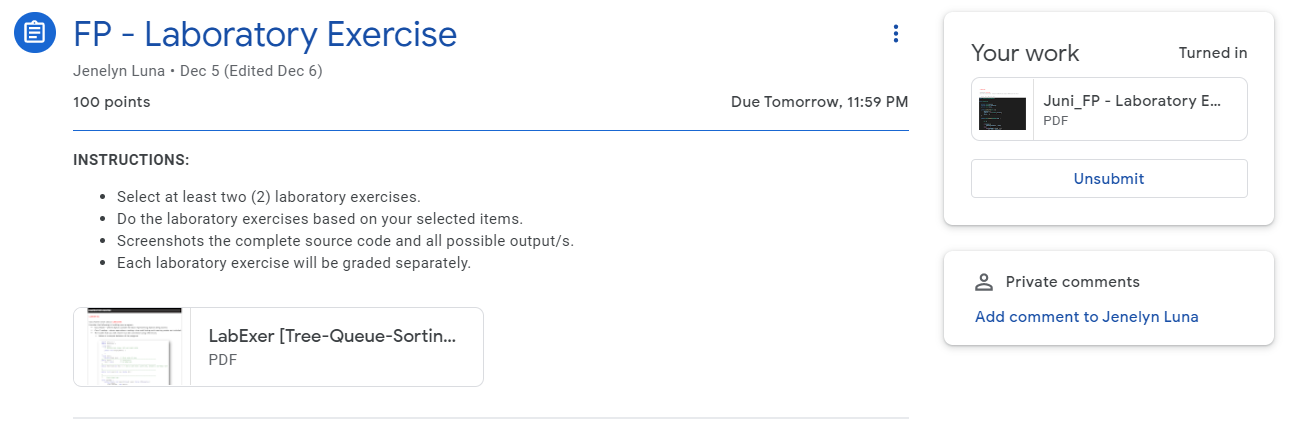 FP - Laboratory Exercise
Jenelyn Luna • Dec 5 (Edited Dec 6)
100 points
Due Tomorrow, 11:59 PM
INSTRUCTIONS:
• Select at least two (2) laboratory exercises.
• Do the laboratory exercises based on your selected items.
• Screenshots the complete source code and all possible output/s.
• Each laboratory exercise will be graded separately.
LabExer [Tree-Queue-Sortin...
PDF
Your work
Turned in
Juni_FP - Laboratory E...
PDF
Unsubmit
Private comments
Add comment to Jenelyn Luna